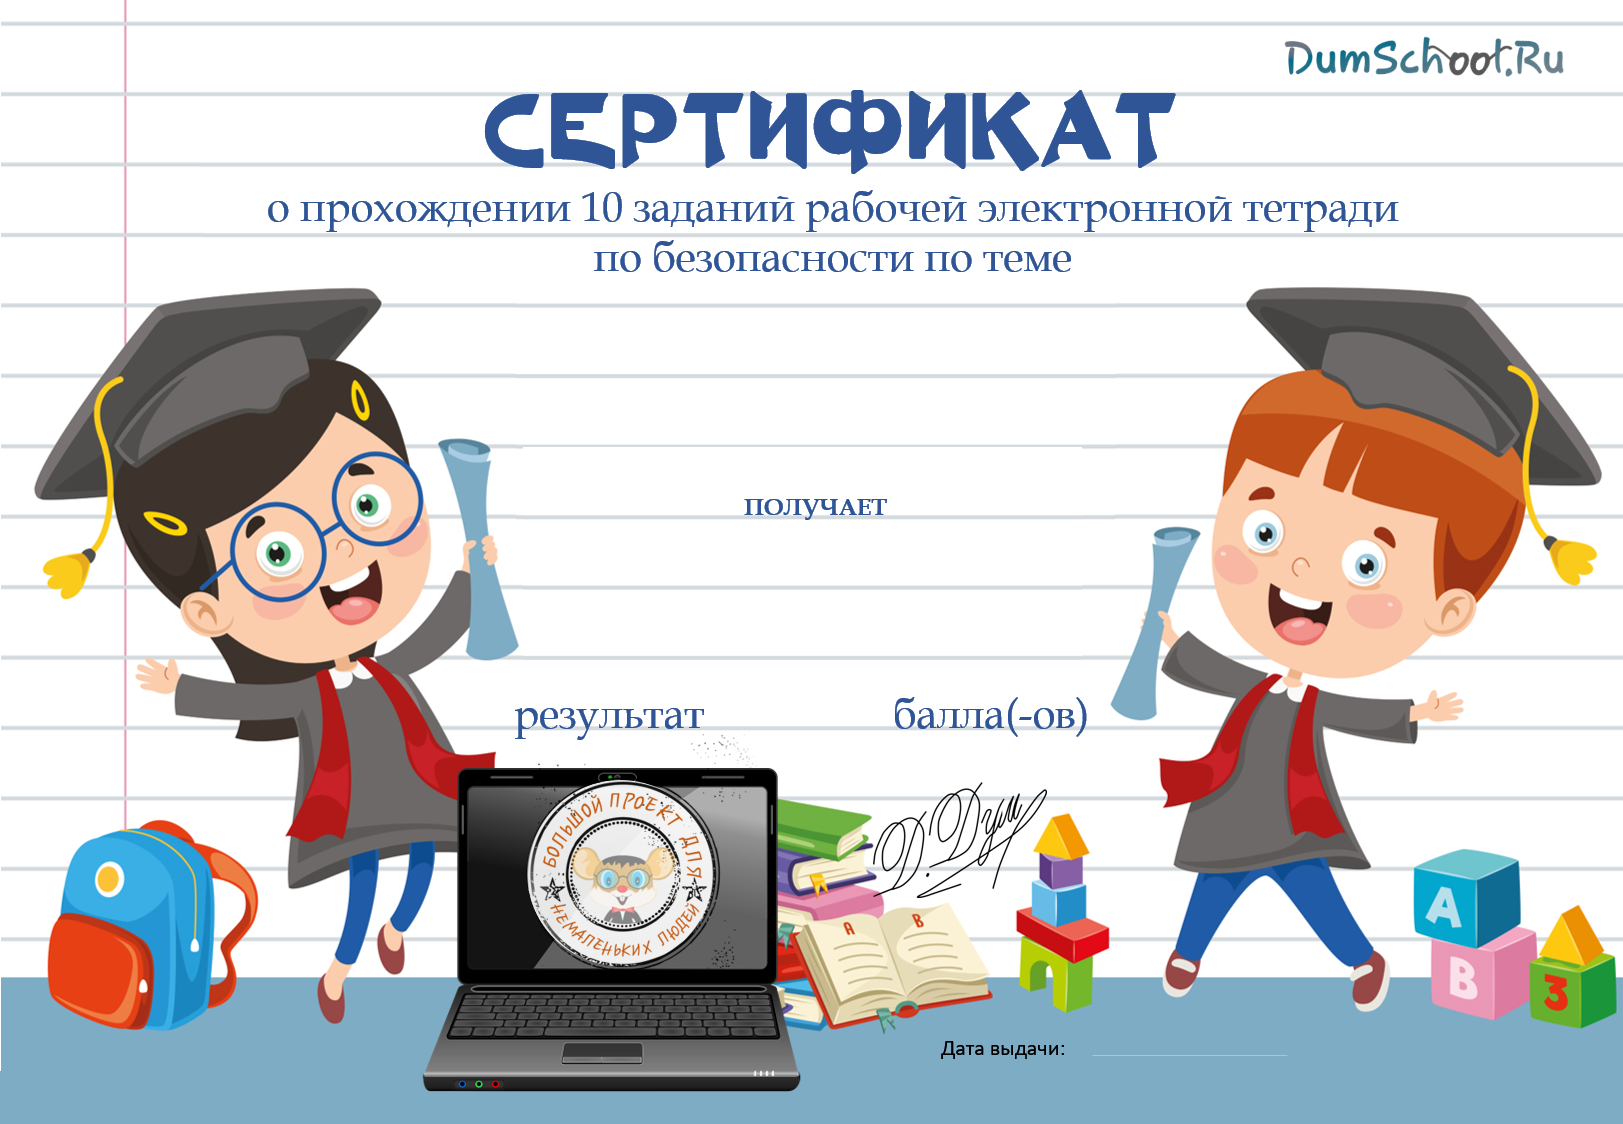 DumSchool.Ru
СЕРТИФИКАТ
о прохождении 10 заданий рабочей электронной тетради
по безопасности по теме
ПОЛУЧАЕТ
результат балла(-ов)
БОЛЬШОЙ ПРОЕКТ ДЛЯ
НЕМАЛЕНЬКИХ ЛЮДЕЙ
Д.Дум
A B
A
B
3
Дата выдачи: